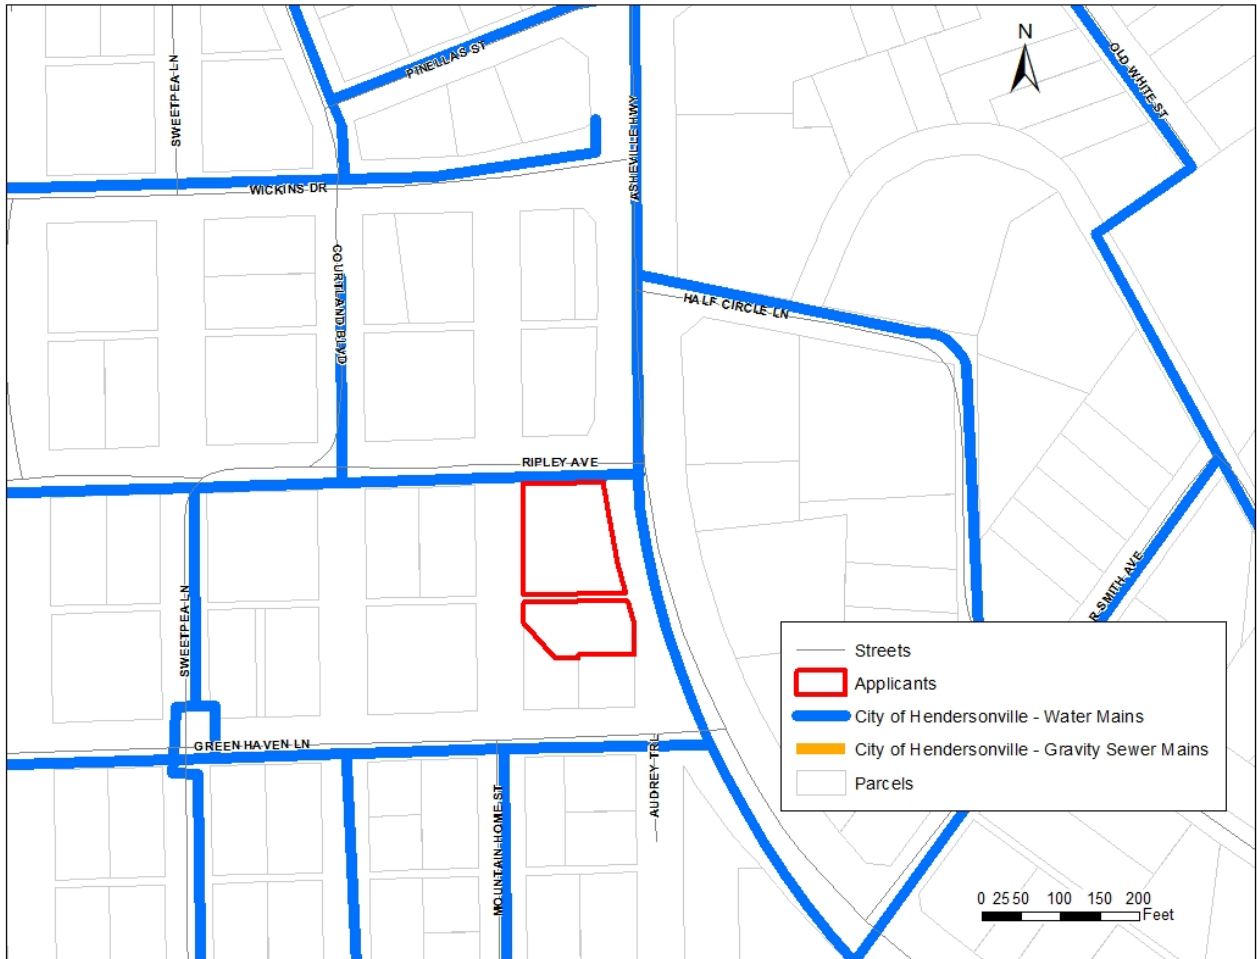 PINELLAS ST
SWEETPEA LN
ASHEVILLE HWY
N
OLD WHITE ST
WICKINS DR
COURTLAND BLVD
HALF CIRCLE LN
RIPLEY AVE
SWEETPEA LN
R SMITH AVE
GREEN HAVEN LN
MOUNTAIN HOME ST
AUDREY TRL
Streets
Applicants
City of Hendersonville - Water Mains
City of Hendersonville - Gravity Sewer Mains
Parcels
0 25 50 100 150 200
Feet